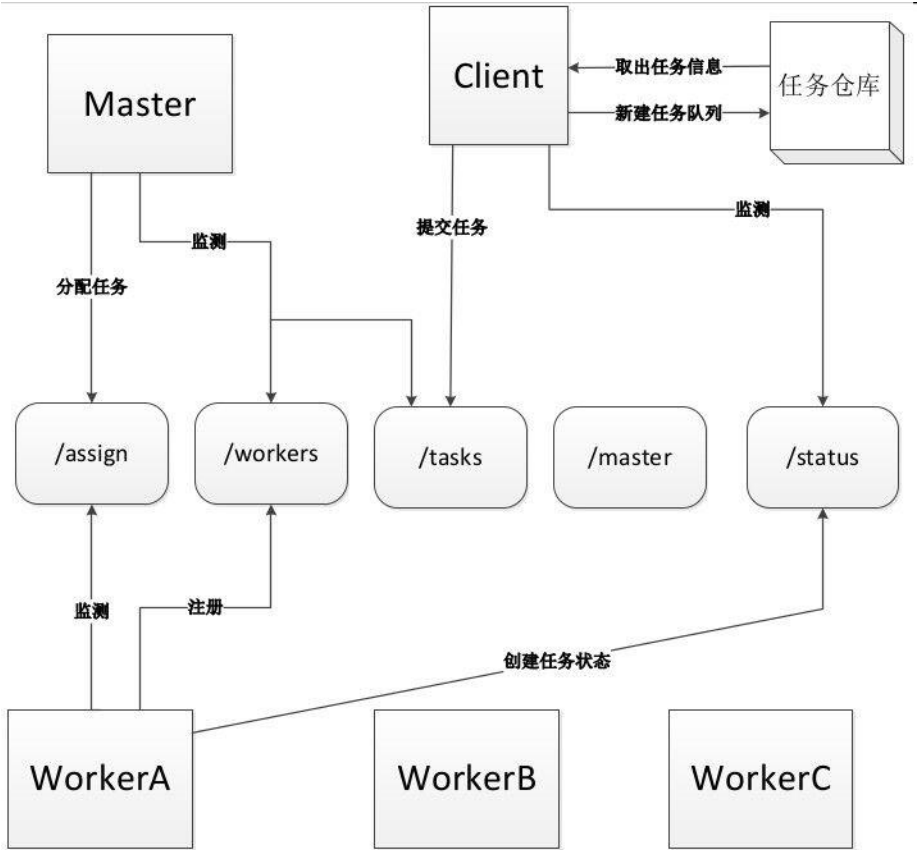 Master
Client
取出任务信息
新建任务队列
任务仓库
监测
提交任务
监测
分配任务
/assign
/workers
/tasks
/master
/status
监测
注册
创建任务状态
WorkerA
WorkerB
WorkerC